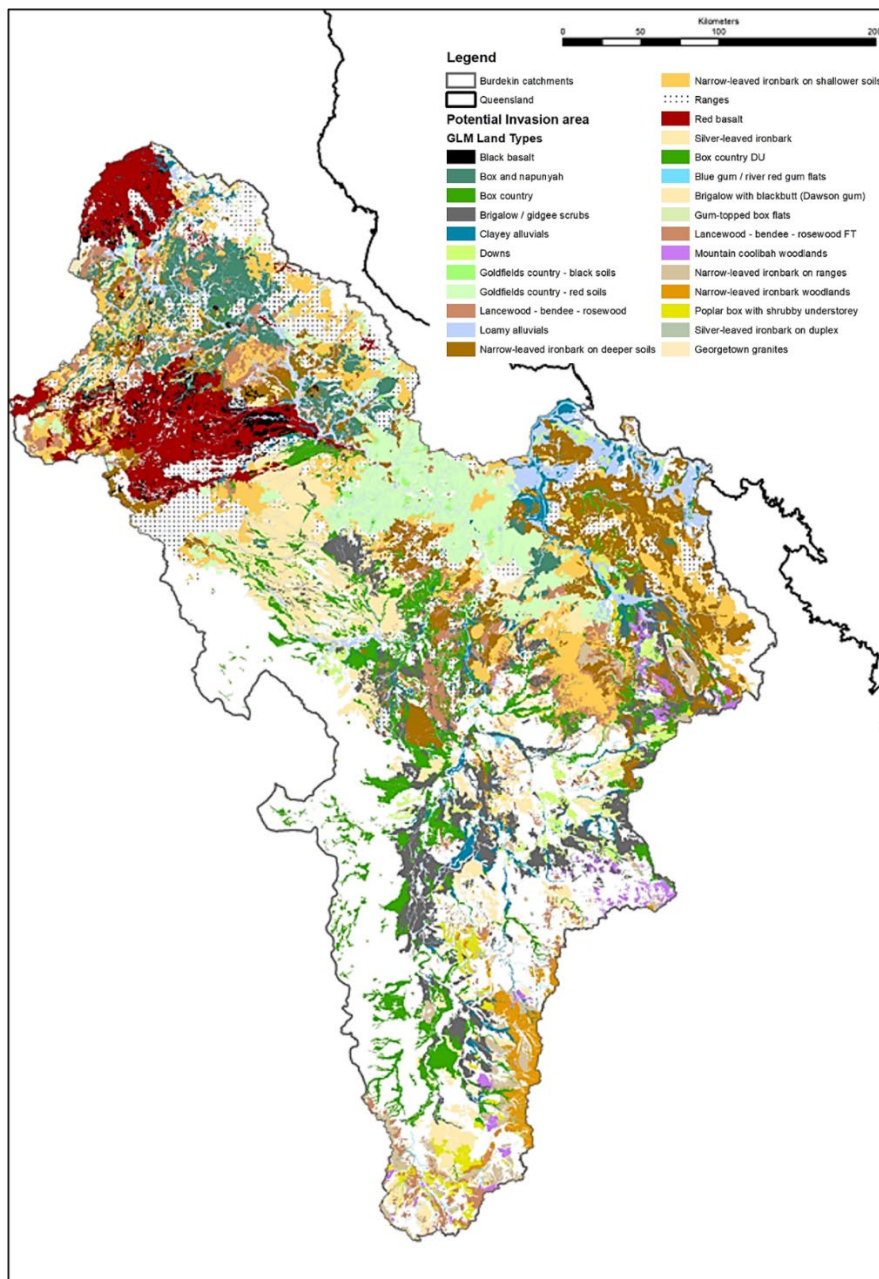 Kilometers
0 50 100 200
Legend
Burdekin catchments
Queensland
Potential Invasion area
GLM Land Types
Black basalt
Box and napunyah
Box country
Brigalow / gidgee scrubs
Clayey alluvials
Downs
Goldfields country - black soils
Goldfields country - red soils
Lancewood - bendee - rosewood
Loamy alluvials
Narrow-leaved ironbark on deeper soils
Narrow-leaved ironbark on shallower soils
Ranges
Red basalt
Silver-leaved ironbark
Box country DU
Blue gum / river red gum flats
Brigalow with blackbutt (Dawson gum)
Gum-topped box flats
Lancewood - bendee - rosewood FT
Mountain coolibah woodlands
Narrow-leaved ironbark on ranges
Narrow-leaved ironbark woodlands
Poplar box with shrubby understorey
Silver-leaved ironbark on duplex
Georgetown granites